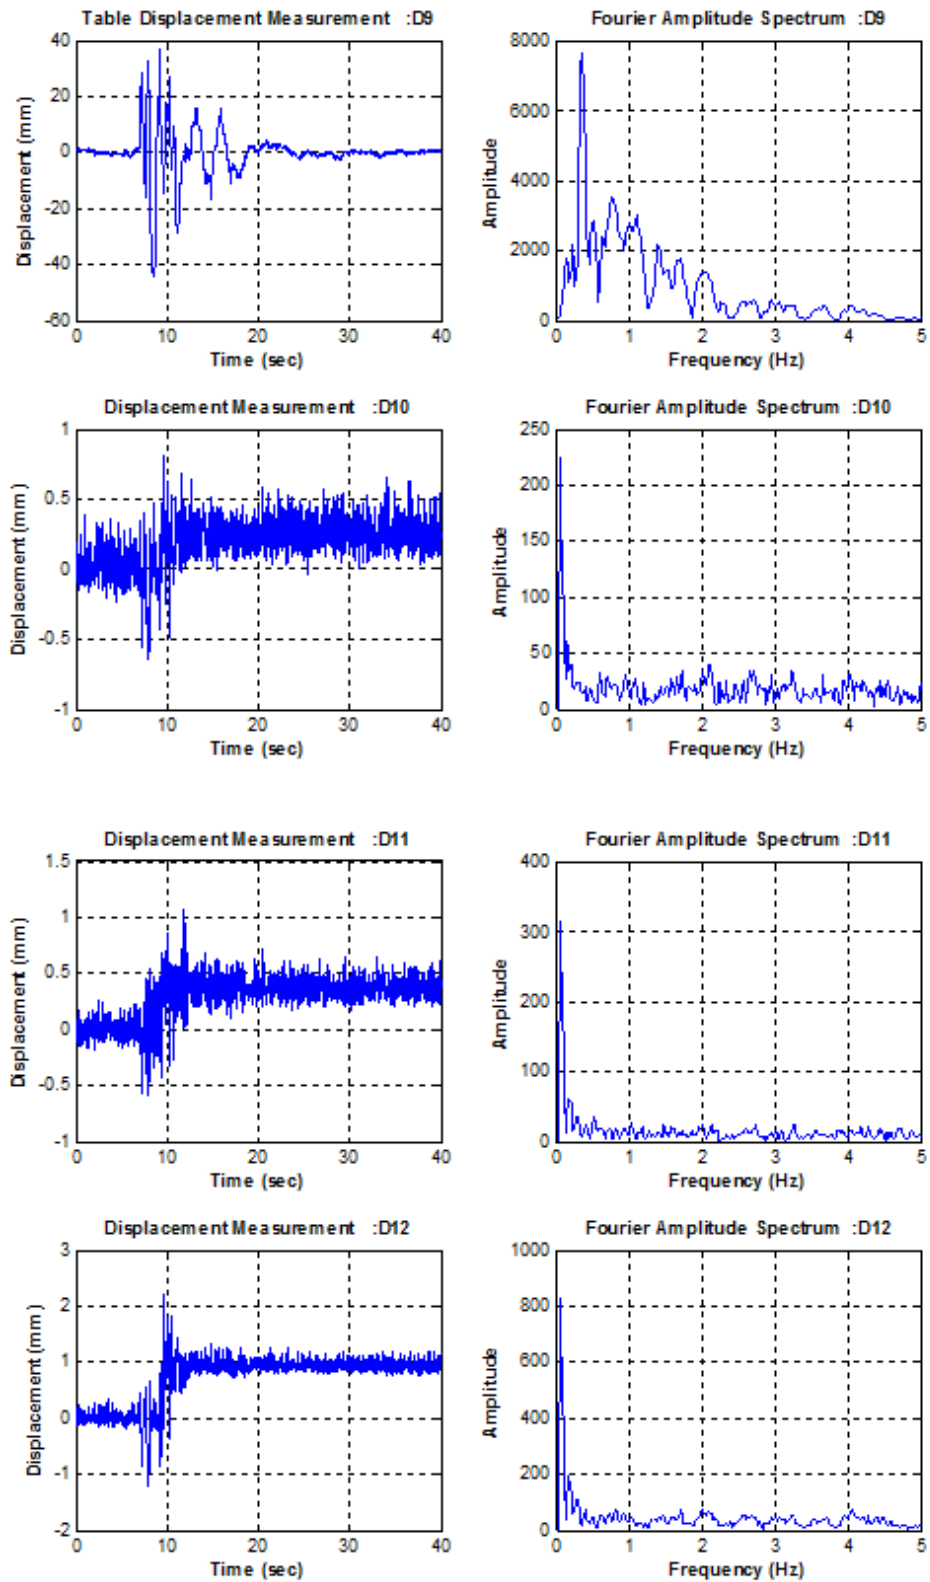 Table Displacement Measurement :D9
Fourier Amplitude Spectrum :D9
Displacement (mm)
40
20
0
-20
-40
-60
0 10 20 30 40
Time (sec)
Amplitude
8000
6000
4000
2000
0
0 1 2 3 4 5
Frequency (Hz)
Displacement Measurement :D10
Fourier Amplitude Spectrum :D10
Displacement (mm)
1
0.5
0
-0.5
-1
0 10 20 30 40
Time (sec)
Amplitude
250
200
150
100
50
0
0 1 2 3 4 5
Frequency (Hz)
Displacement Measurement :D11
Fourier Amplitude Spectrum :D11
Displacement (mm)
1.5
1
0.5
0
-0.5
-1
0 10 20 30 40
Time (sec)
Amplitude
400
300
200
100
0
0 1 2 3 4 5
Frequency (Hz)
Displacement Measurement :D12
Fourier Amplitude Spectrum :D12
Displacement (mm)
3
2
1
0
-1
-2
0 10 20 30 40
Time (sec)
Amplitude
1000
800
600
400
200
0
0 1 2 3 4 5
Frequency (Hz)